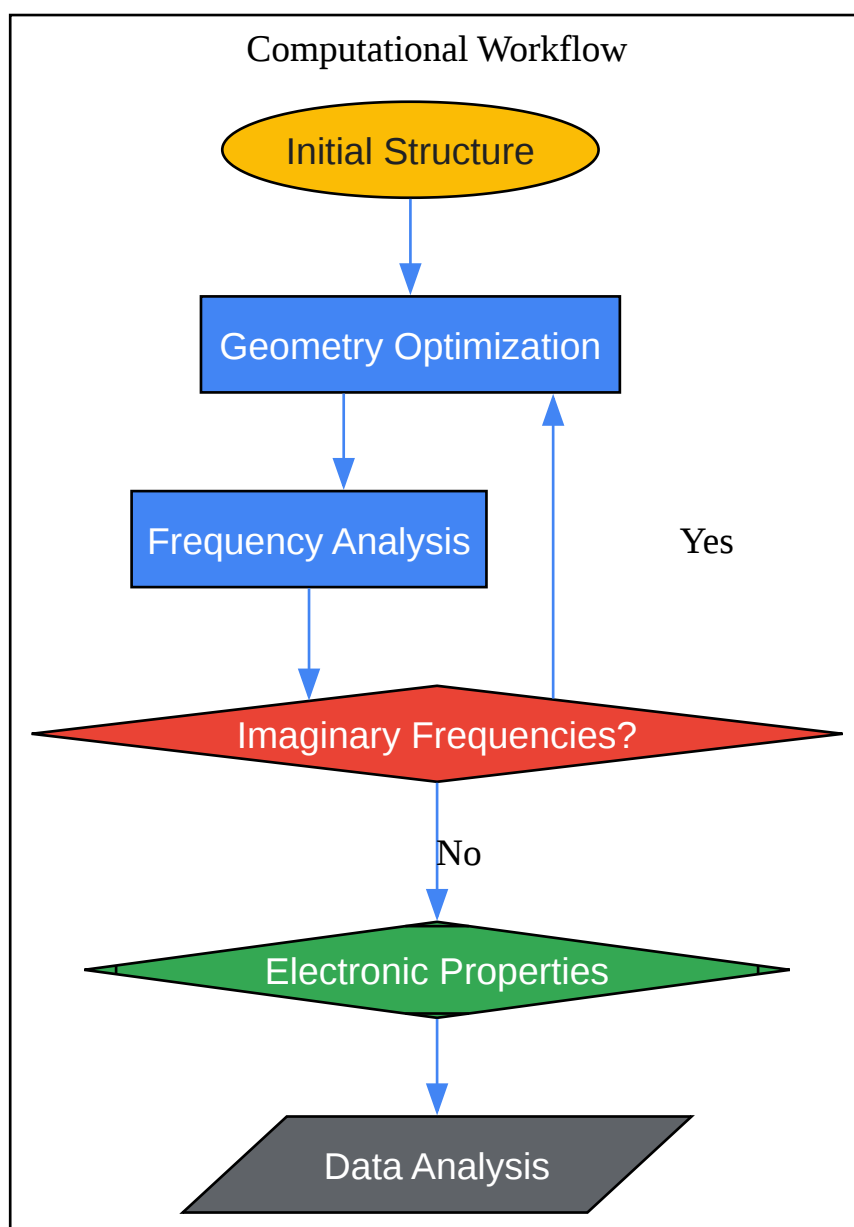 Computational Workflow
Initial Structure
Geometry Optimization
Frequency Analysis
Yes
Imaginary Frequencies?
No
Electronic Properties
Data Analysis